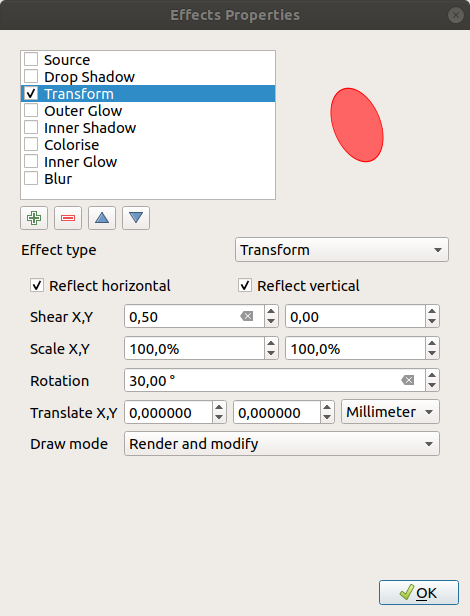 Effects Properties
Source
Drop Shadow
Transform
Outer Glow
Inner Shadow
Colorise
Inner Glow
Blur
Effect type Transform
Reflect horizontal Reflect vertical
Shear X,Y 0,50 0,00
Scale X,Y 100,0% 100,0%
Rotation 30,00 °
Translate X,Y 0,000000 0,000000 Millimeter
Draw mode Render and modify
OK